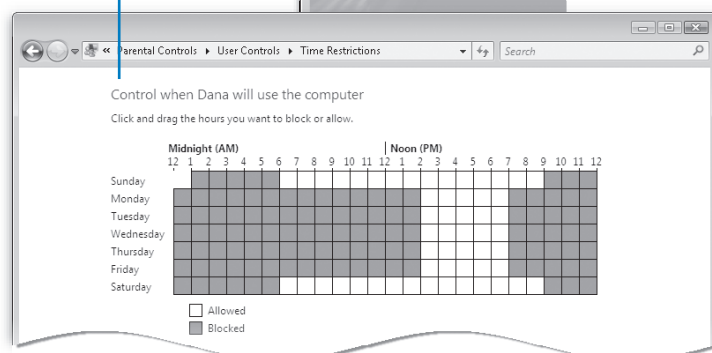 « Parental Controls ▸ User Controls ▸ Time Restrictions Search
Control when Dana will use the computer
Click and drag the hours you want to block or allow.
Midnight (AM) Noon (PM)
12 1 2 3 4 5 6 7 8 9 10 11 12 1 2 3 4 5 6 7 8 9 10 11 12
Sunday
Monday
Tuesday
Wednesday
Thursday
Friday
Saturday
Allowed
Blocked